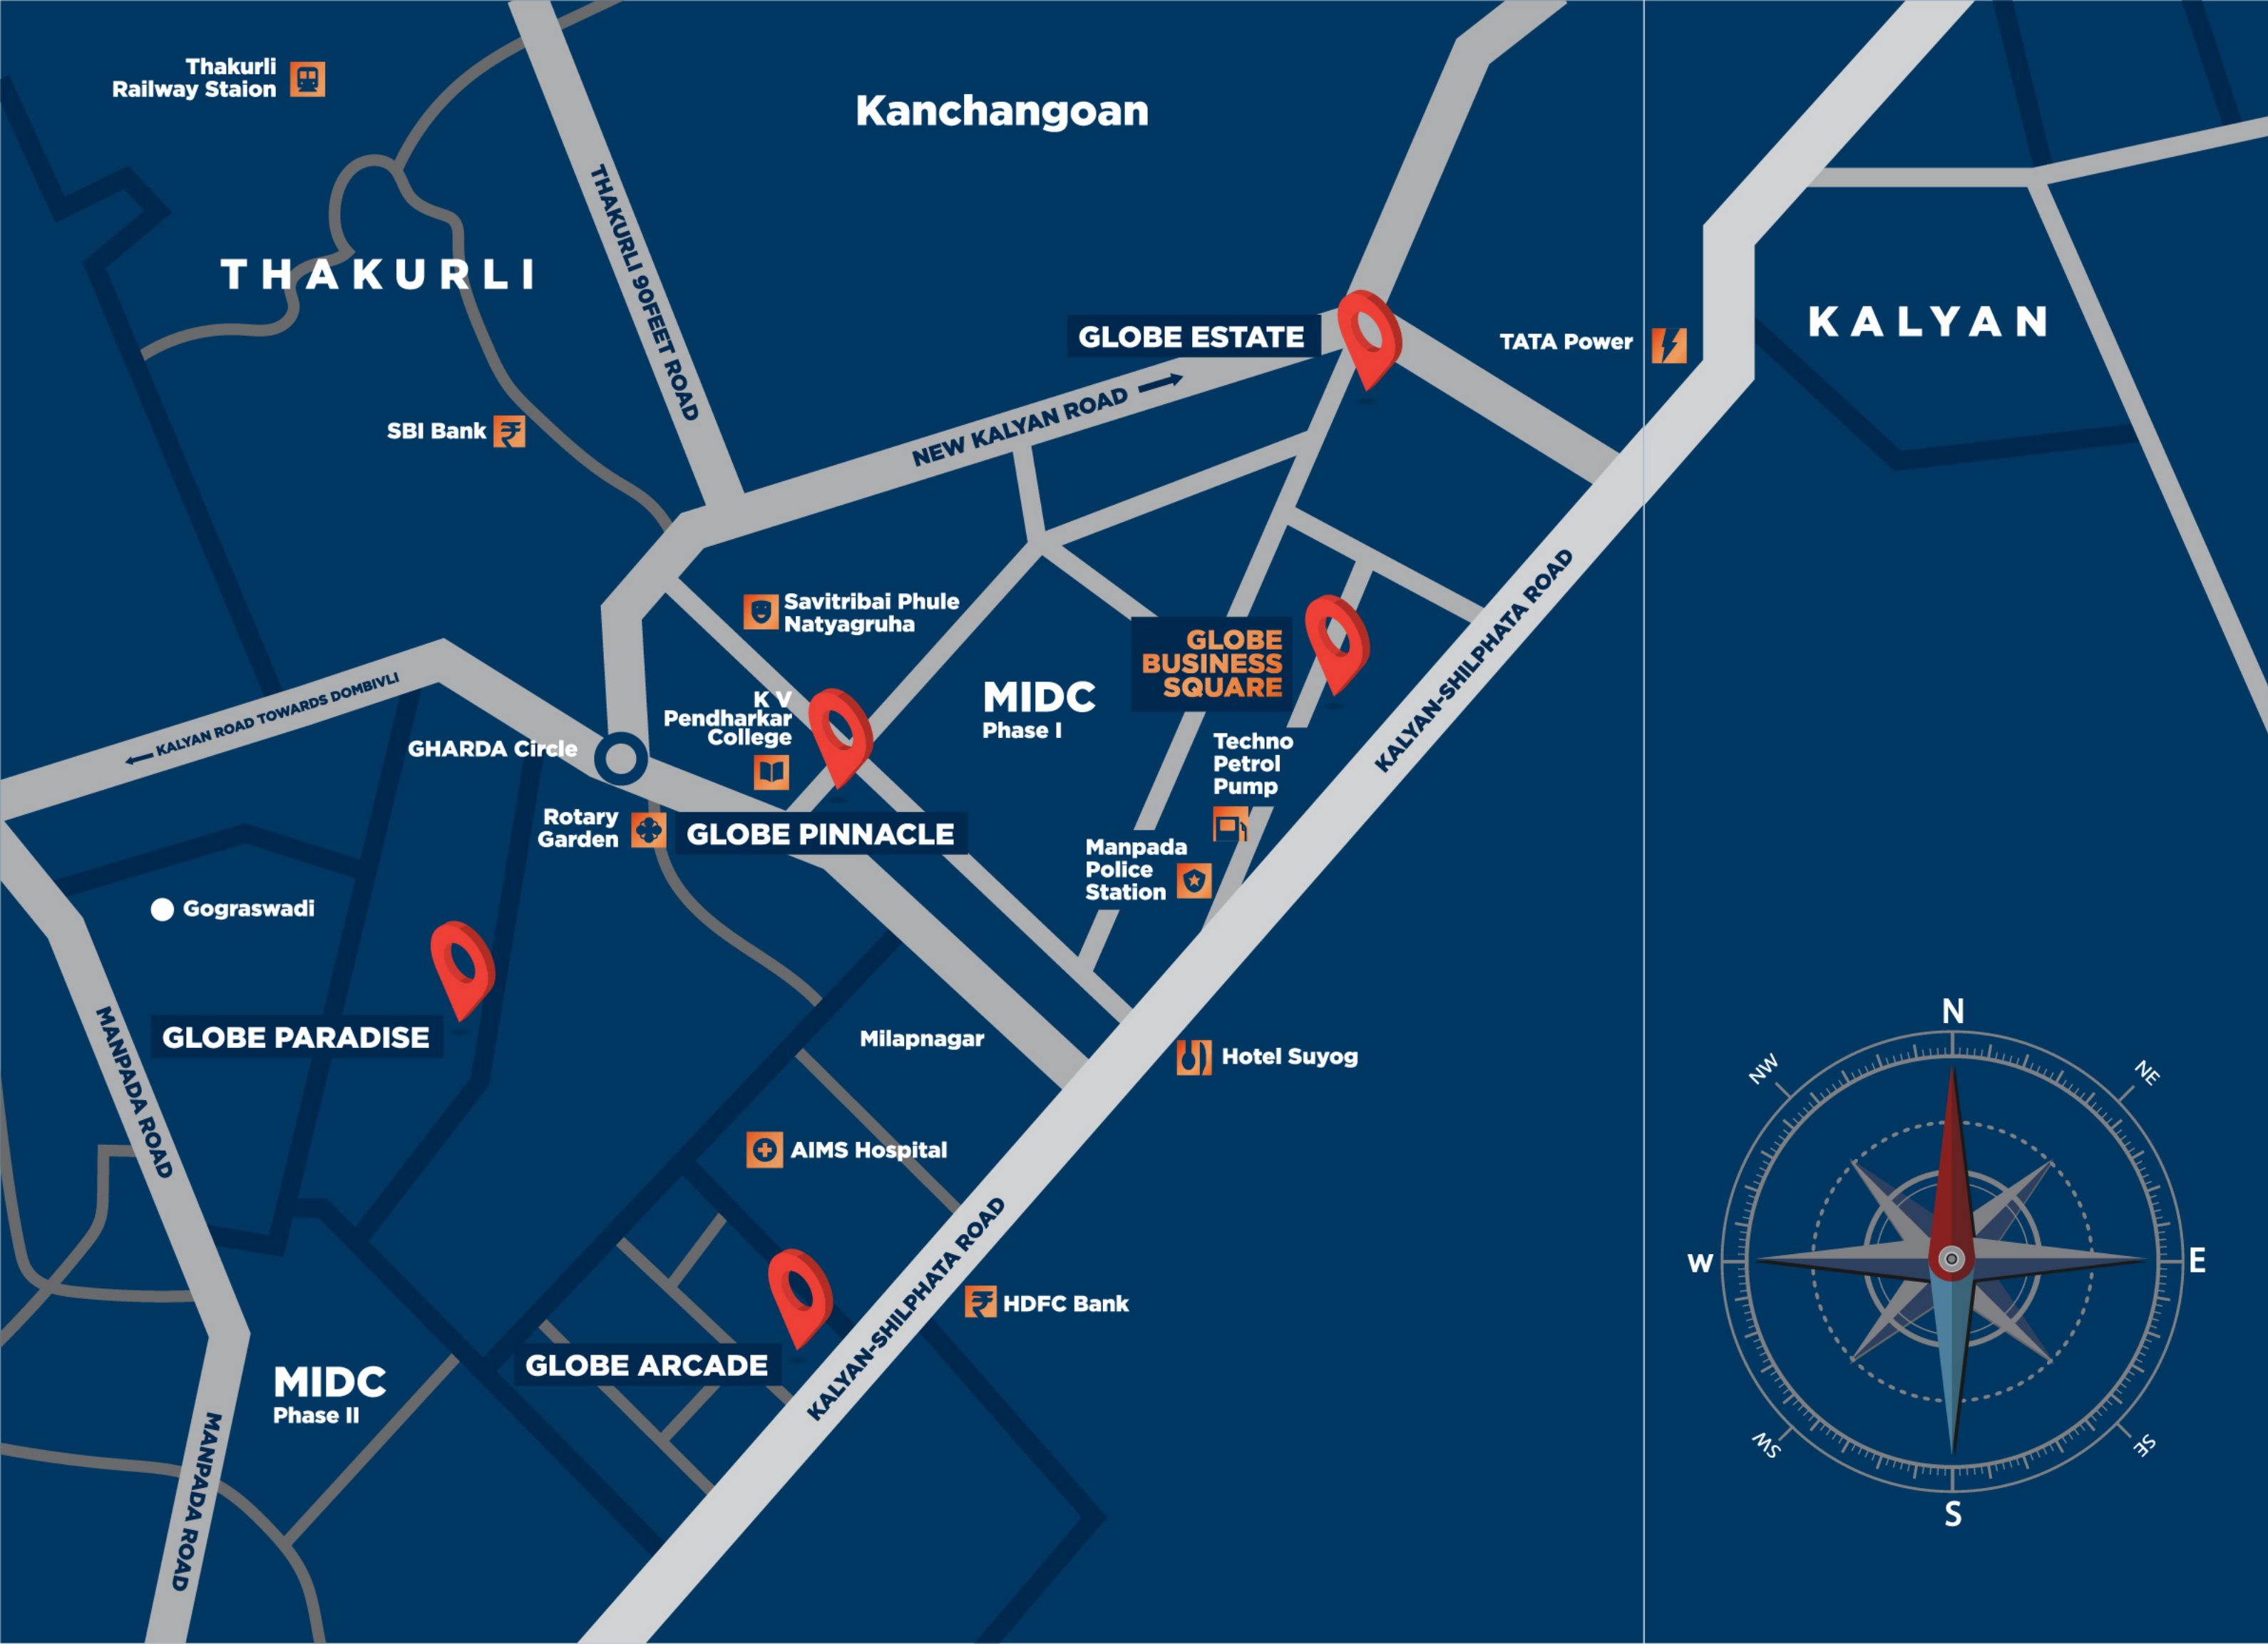 Thakurli
Railway Staion
Kanchangoan
THAKURLI
THAKURLI 90FEET ROAD
GLOBE ESTATE
TATA Power
KALYAN
NEW KALYAN ROAD
SBI Bank
Savitribai Phule
Natyagruha
GLOBE
BUSINESS
SQUARE
KALYAN-SHILPHATA ROAD
KALYAN ROAD TOWARDS DOMBIVLI
K V
Pendharkar
College
MIDC
Phase I
GHARDA Circle
Techno
Petrol
Pump
Rotary
Garden
GLOBE PINNACLE
Manpada
Police
Station
Gograswadi
GLOBE PARADISE
MANPADA ROAD
Milapnagar
Hotel Suyog
AIMS Hospital
KALYAN-SHILPHATA ROAD
HDFC Bank
GLOBE ARCADE
MIDC
Phase II
MANPADA ROAD
N
NW
NE
W
E
SW
SE
S